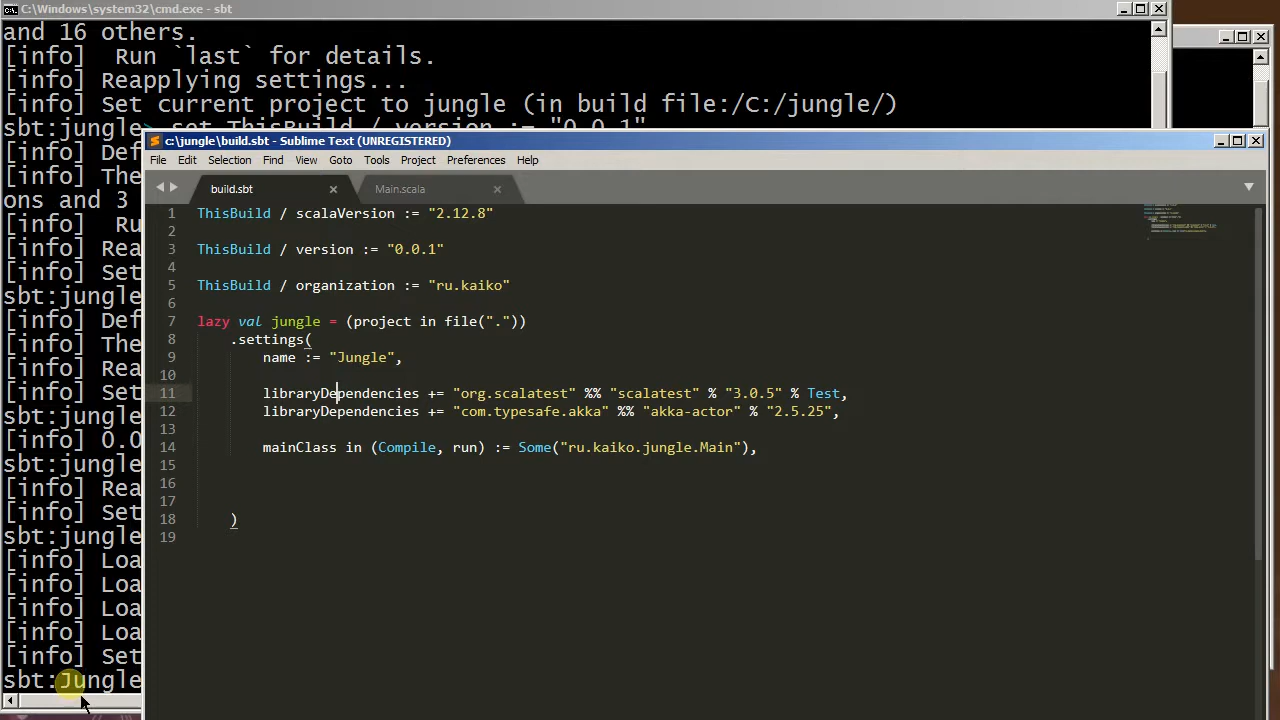 C:\Windows\system32\cmd.exe - sbt
and 16 others.
[info]  Run `last` for details.
[info] Reapplying settings...
[info] Set current project to jungle (in build file:/C:/jungle/)
sbt:jungle> set ThisBuild / version := "0.0.1"
[info] Def
[info] The
ons and 3
[info]  Ru
[info] Rea
[info] Set
sbt:jungle
[info] Def
[info] The
[info] Rea
[info] Set
[info] 0.0
sbt:jungle
[info] Rea
[info] Set
sbt:jungle
[info] Loa
[info] Loa
[info] Loa
[info] Loa
[info] Set
sbt:Jungle
c:\jungle\build.sbt - Sublime Text (UNREGISTERED)
File Edit Selection Find View Goto Tools Project Preferences Help
build.sbt Main.scala
1 ThisBuild / scalaVersion := "2.12.8"
2
3 ThisBuild / version := "0.0.1"
4
5 ThisBuild / organization := "ru.kaiko"
6
7 lazy val jungle = (project in file("."))
8 .settings(
9 name := "Jungle",
10
11 libraryDependencies += "org.scalatest" %% "scalatest" % "3.0.5" % Test,
12 libraryDependencies += "com.typesafe.akka" %% "akka-actor" % "2.5.25",
13
14 mainClass in (Compile, run) := Some("ru.kaiko.jungle.Main"),
15
16
17
18 )
19